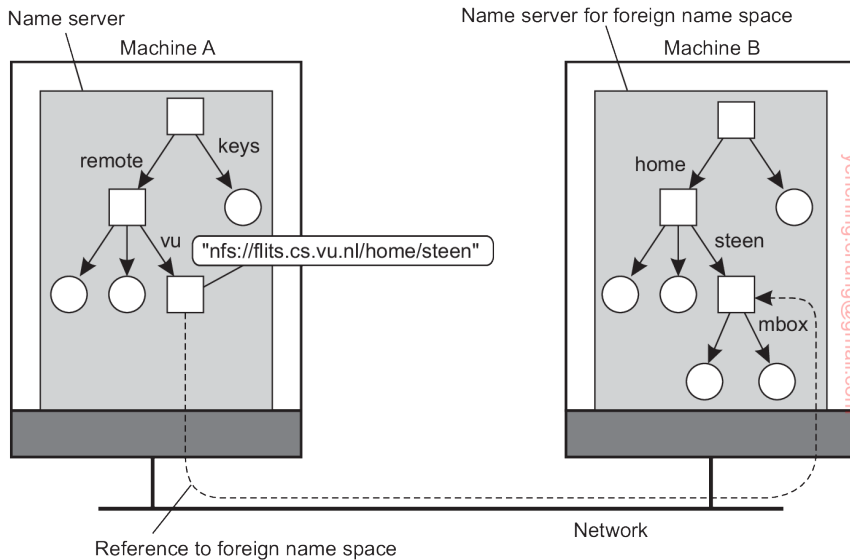 Name server
Name server for foreign name space
Machine A
Machine B
keys
remote
home
vu
"nfs://flits.cs.vu.nl/home/steen"
steen
mbox
Network
Reference to foreign name space